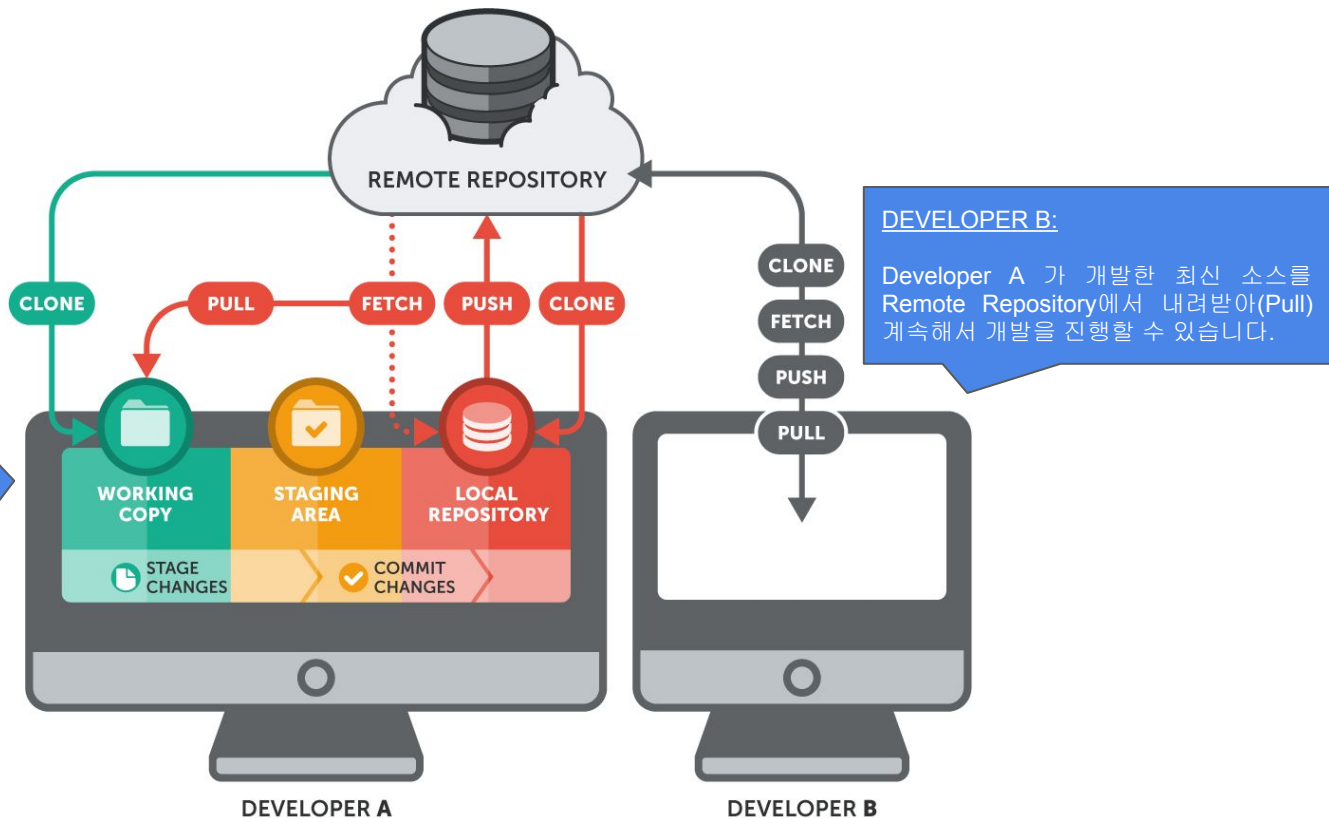 REMOTE REPOSITORY
DEVELOPER B:
Developer A 가 개발한 최신 소스를
Remote Repository에서 내려받아(Pull)
계속해서 개발을 진행할 수 있습니다.
CLONE
PULL
FETCH
PUSH
CLONE
CLONE
FETCH
PUSH
PULL
WORKING
COPY
STAGING
AREA
LOCAL
REPOSITORY
STAGE
CHANGES
COMMIT
CHANGES
DEVELOPER A
DEVELOPER B